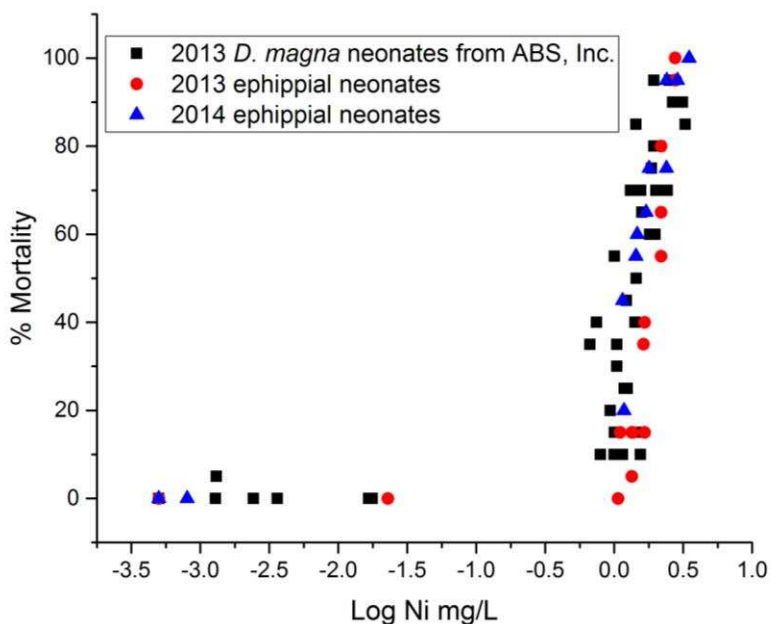 2013 D. magna neonates from ABS, Inc.
2013 ephippial neonates
2014 ephippial neonates
% Mortality
100
80
60
40
20
0
-3.5 -3.0 -2.5 -2.0 -1.5 -1.0 -0.5 0.0 0.5 1.0
Log Ni mg/L